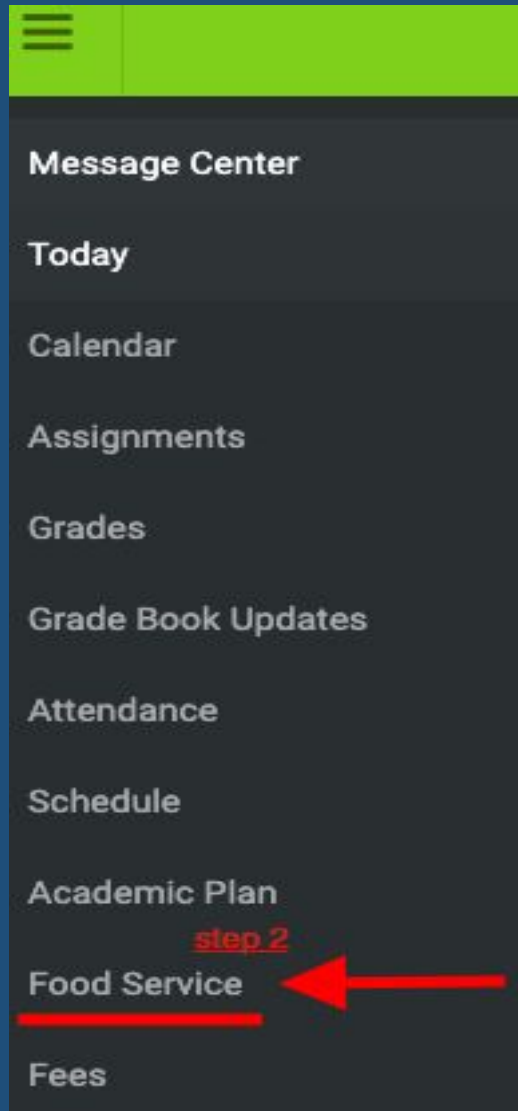 Message Center
Today
Calendar
Assignments
Grades
Grade Book Updates
Attendance
Schedule
Academic Plan
step 2
Food Service
Fees